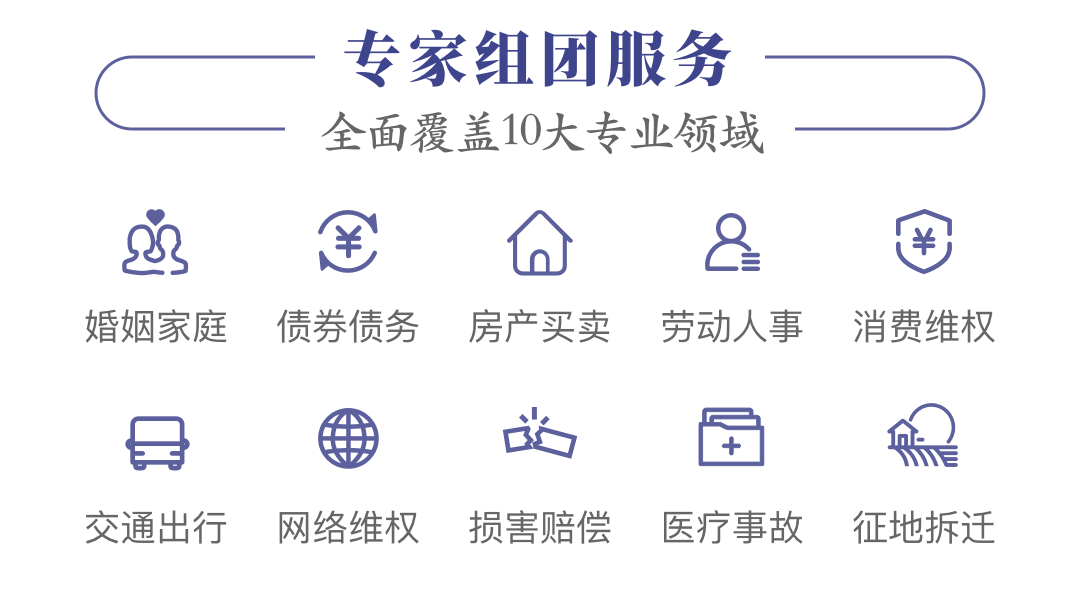 专家组团服务
全面覆盖10大专业领域
婚姻家庭 债券债务 房产买卖 劳动人事 消费维权
交通出行 网络维权 损害赔偿 医疗事故 征地拆迁